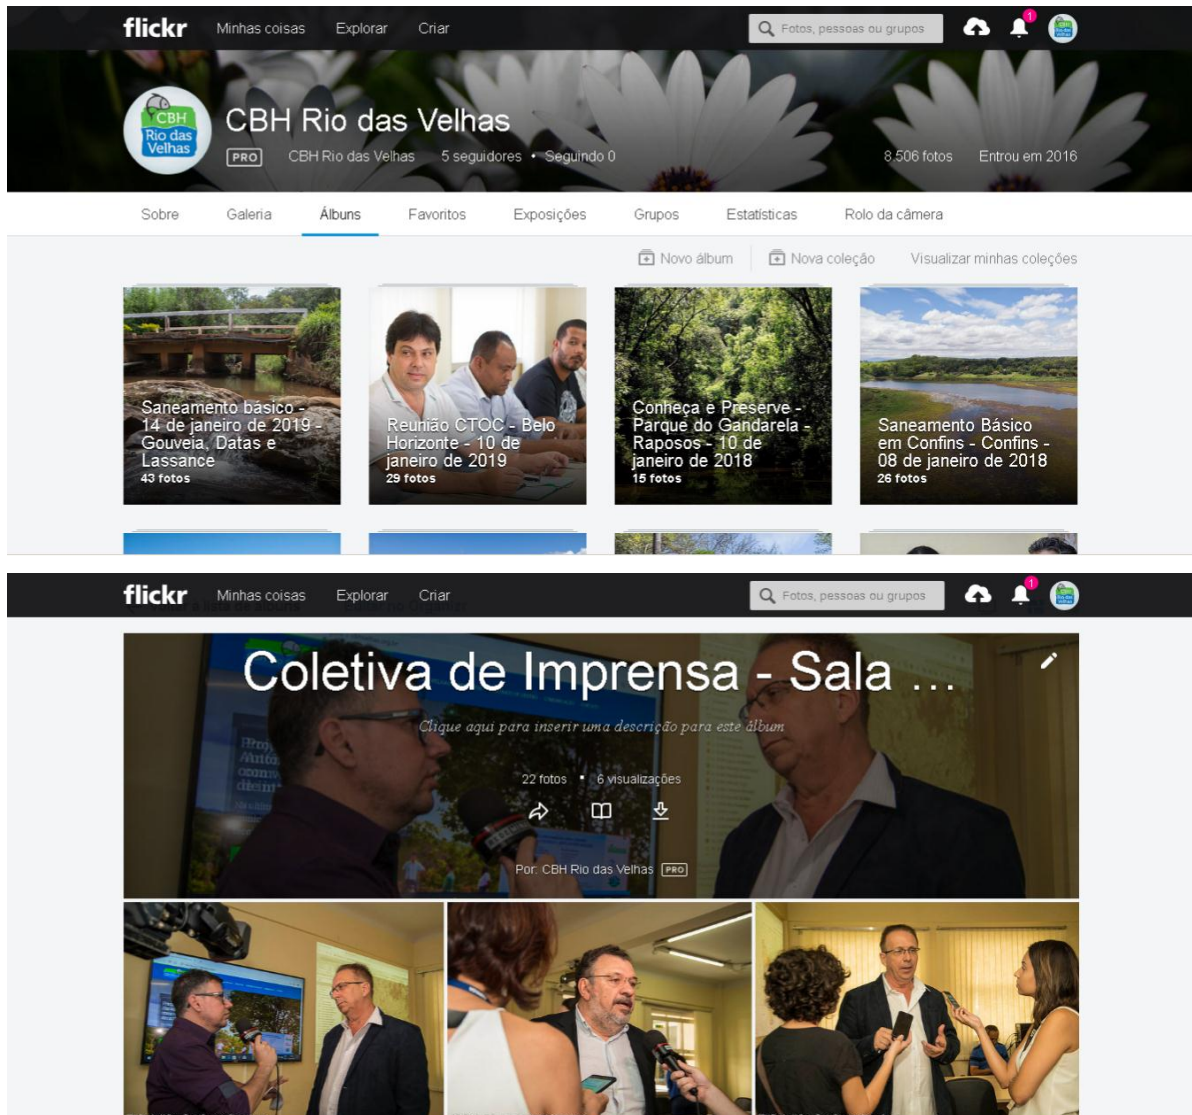 flickr Minhas coisas Explorar Criar Fotos, pessoas ou grupos 1
CBH Rio das Velhas
CBH
Rio das
Velhas
PRO CBH Rio das Velhas 5 seguidores • Seguindo 0 8.506 fotos Entrou em 2016
Sobre Galeria Álbuns Favoritos Exposições Grupos Estatísticas Rolo da câmera
Novo álbum Nova coleção Visualizar minhas coleções
Saneamento básico -
14 de janeiro de 2019 -
Gouveia, Datas e
Lassance
43 fotos
Reunião CTOC - Belo
Horizonte - 10 de
janeiro de 2019
29 fotos
Conheça e Preserve -
Parque do Gandarela -
Raposos - 10 de
janeiro de 2018
15 fotos
Saneamento Básico
em Confins - Confins -
08 de janeiro de 2018
26 fotos
flickr Minhas coisas Explorar Criar Fotos, pessoas ou grupos 1
Coletiva de Imprensa - Sala ...
Clique aqui para inserir uma descrição para este álbum
22 fotos • 6 visualizações
Por: CBH Rio das Velhas PRO